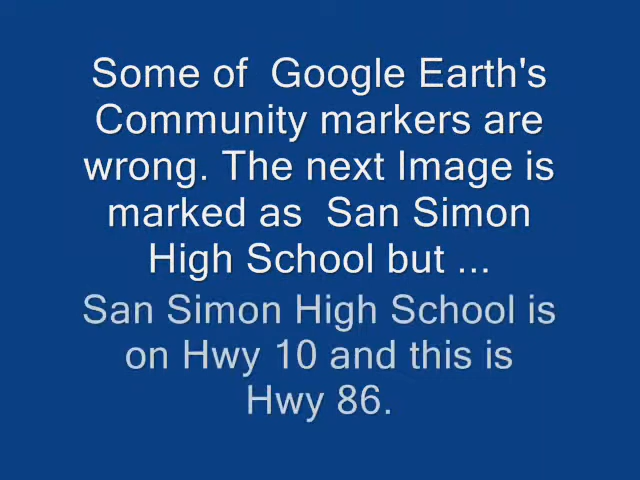 Some of  Google Earth's
Community markers are
wrong. The next Image is
marked as  San Simon
High School but ...
San Simon High School is
on Hwy 10 and this is
Hwy 86.